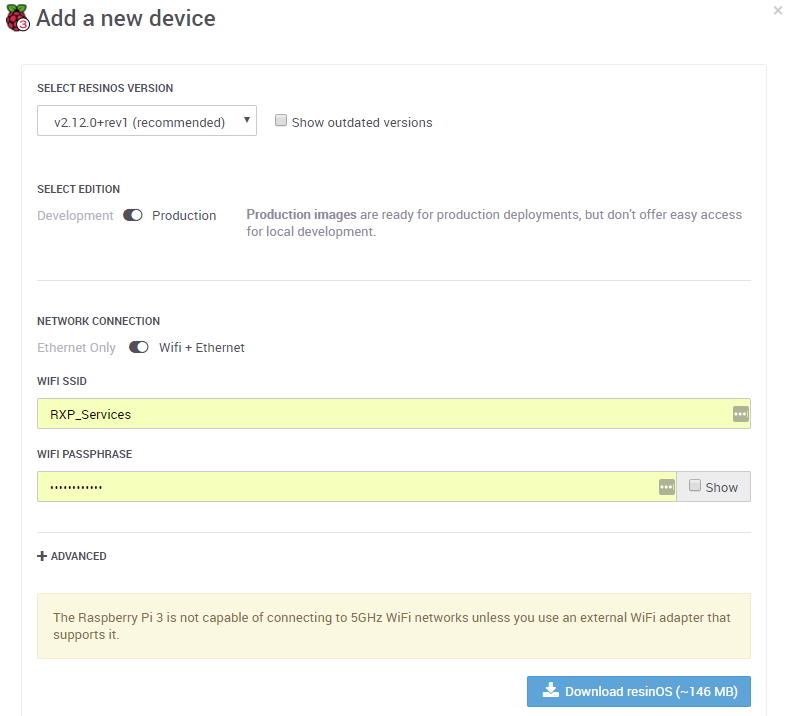 Add a new device
SELECT RESINOS VERSION
v2.12.0+rev1 (recommended)
Show outdated versions
SELECT EDITION
Development Production
Production images are ready for production deployments, but don't offer easy access
for local development.
NETWORK CONNECTION
Ethernet Only Wifi + Ethernet
WIFI SSID
RXP_Services
WIFI PASSPHRASE
••••••••••••
Show
+ ADVANCED
The Raspberry Pi 3 is not capable of connecting to 5GHz WiFi networks unless you use an external WiFi adapter that
supports it.
Download resinOS (~146 MB)